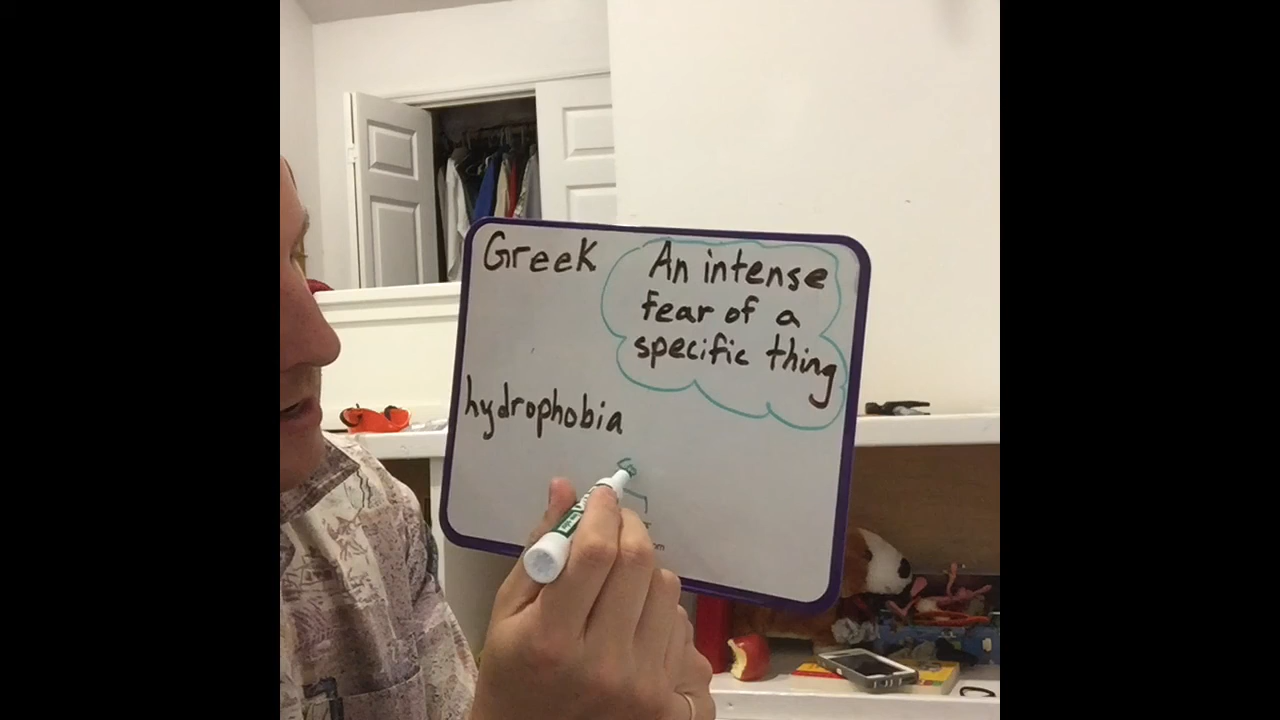 Greek
An intense
fear of a
specific thing
hydrophobia